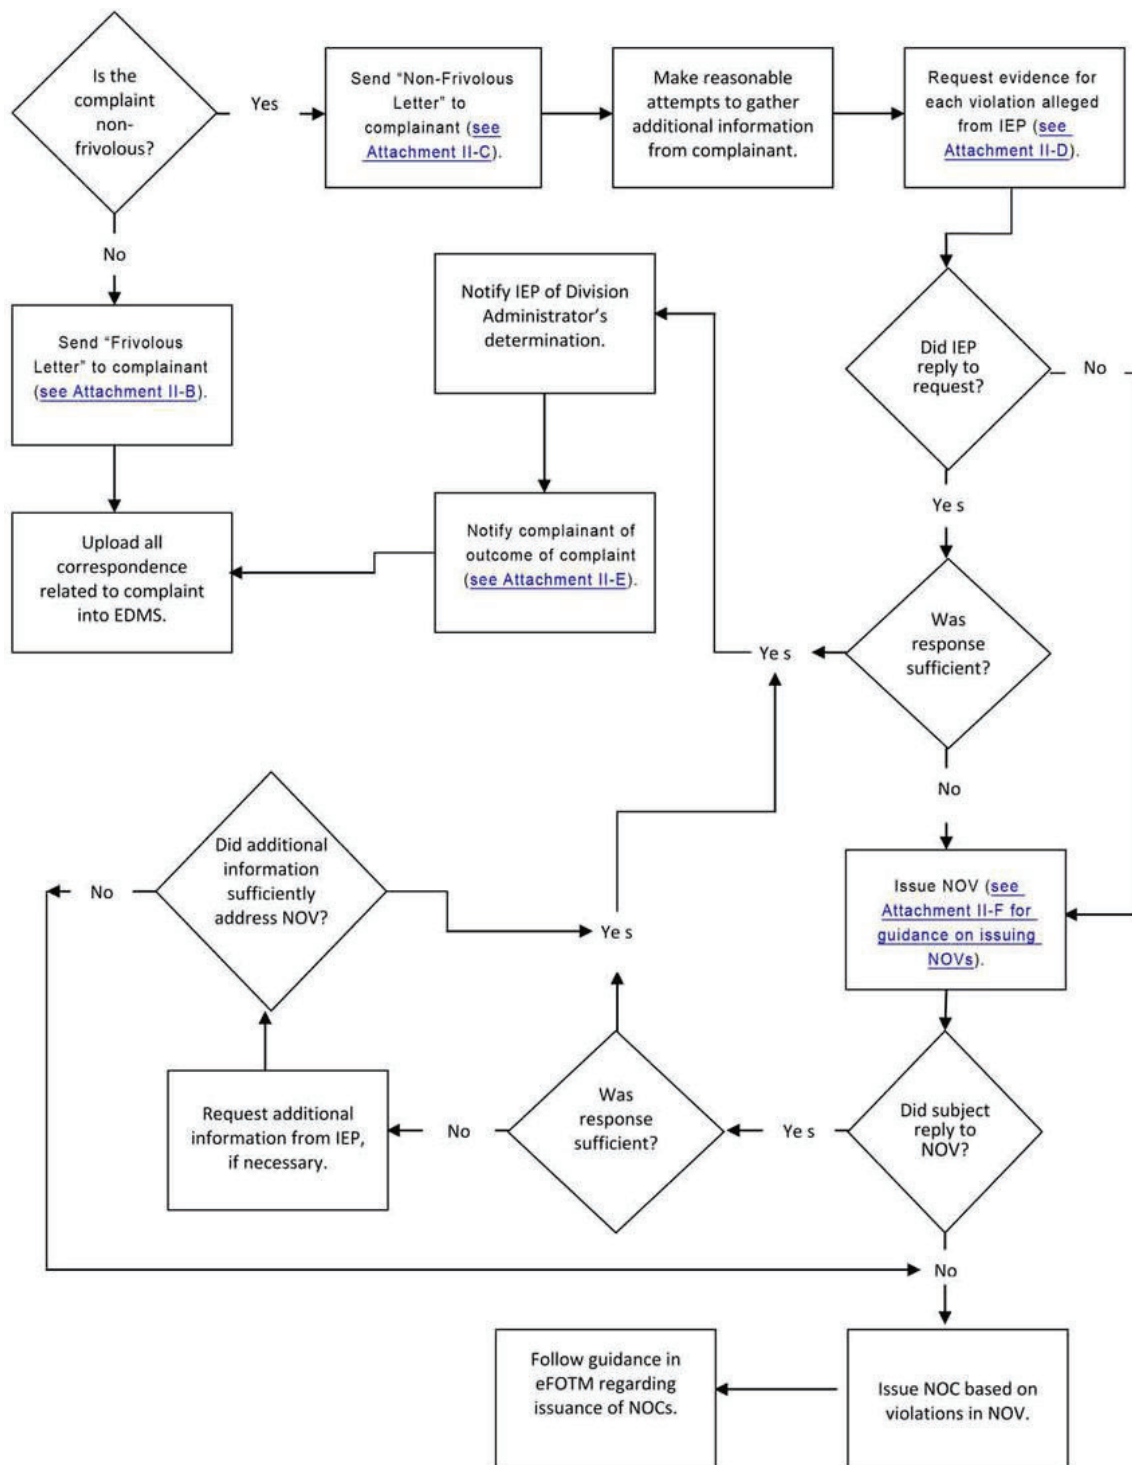 Is the
complaint
non-
frivolous?
Yes
Send “Non-Frivolous
Letter” to
complainant (see
Attachment II-C).
Make reasonable
attempts to gather
additional information
from complainant.
Request evidence for
each violation alleged
from IEP (see
Attachment II-D).
No
Send “Frivolous
Letter” to complainant
(see Attachment II-B).
Upload all
correspondence
related to complaint
into EDMS.
Notify IEP of Division
Administrator’s
determination.
Notify complainant of
outcome of complaint
(see Attachment II-E).
Did IEP
reply to
request?
No
Ye s
Was
response
sufficient?
Ye s
No
Issue NOV (see
Attachment II-F for
guidance on issuing
NOVs).
Did subject
reply to
NOV?
Ye s
Was
response
sufficient?
Ye s
No
Request additional
information from IEP,
if necessary.
Did additional
information
sufficiently
address NOV?
No
No
Issue NOC based on
violations in NOV.
Follow guidance in
eFOTM regarding
issuance of NOCs.